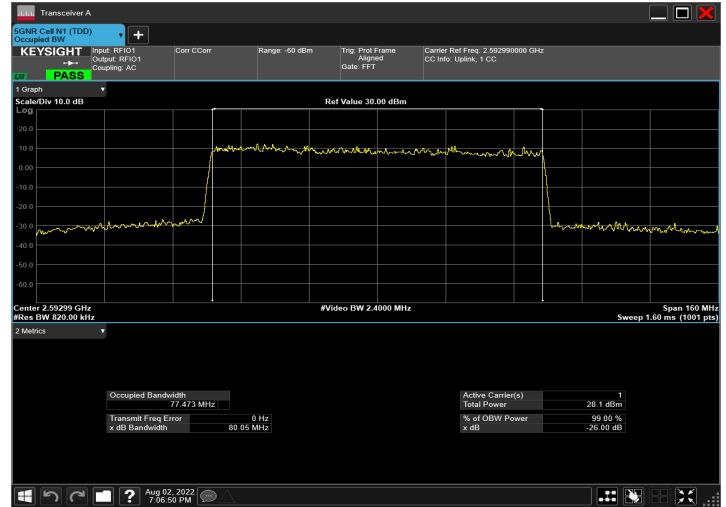 Transceiver A
5GNR Cell N1 (TDD)
Occupied BW
KEYSIGHT
PASS
Input: RFIO1
Output: RFIO1
Coupling: AC
Corr CCorr
Range: -60 dBm
Trig: Prot Frame
Aligned
Gate: FFT
Carrier Ref Freq: 2.592990000 GHz
CC Info: Uplink, 1 CC
1 Graph
Scale/Div 10.0 dB
Ref Value 30.00 dBm
Log
20.0
10.0
0.00
-10.0
-20.0
-30.0
-40.0
-50.0
-60.0
Center 2.59299 GHz
#Video BW 2.4000 MHz
Span 160 MHz
#Res BW 820.00 kHz
Sweep 1.60 ms (1001 pts)
2 Metrics
Occupied Bandwidth
77.473 MHz
Transmit Freq Error 0 Hz
x dB Bandwidth 80.05 MHz
Active Carrier(s) 1
Total Power 28.1 dBm
% of OBW Power 99.00 %
x dB -26.00 dB
?
Aug 02, 2022
7:06:50 PM